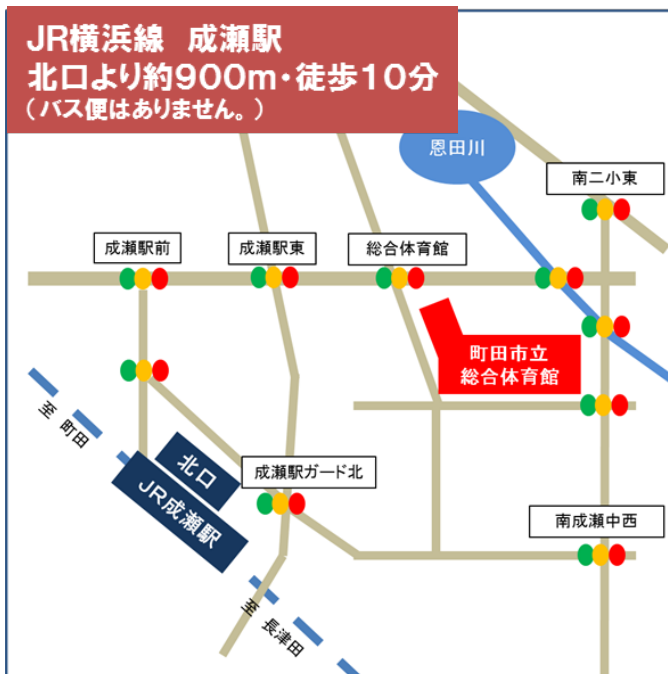 JR横浜線 成瀬駅
北口より約900m・徒歩10分
(バス便はありません。)
恩田川
南二小東
成瀬駅前
成瀬駅東
総合体育館
町田市立
総合体育館
至 町田
北口
JR成瀬駅
成瀬駅ガード北
南成瀬中西
至 長津田